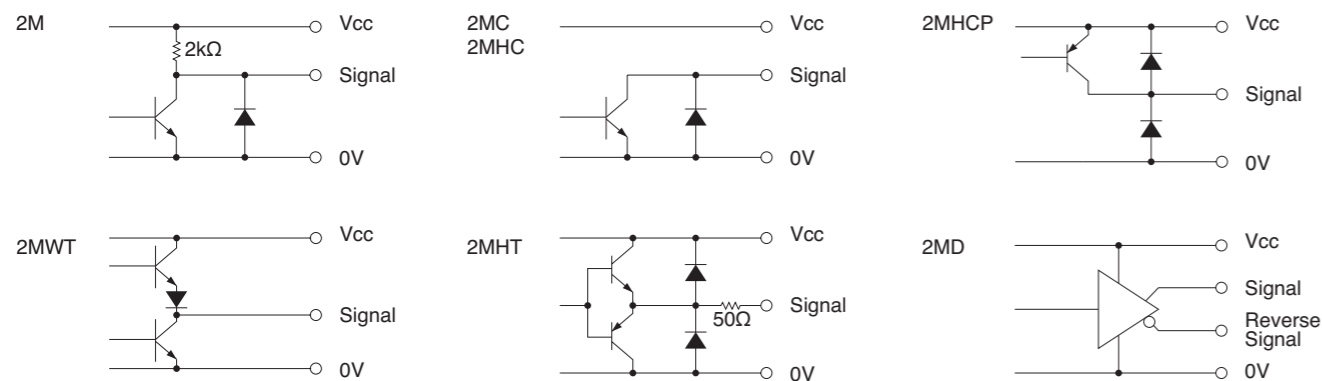 2M
Vcc
2kΩ
Signal
0V
2MC
2MHC
Vcc
Signal
0V
2MHCP
Vcc
Signal
0V
2MWT
Vcc
Signal
0V
2MHT
Vcc
Signal
50Ω
0V
2MD
Vcc
Signal
Reverse
Signal
0V